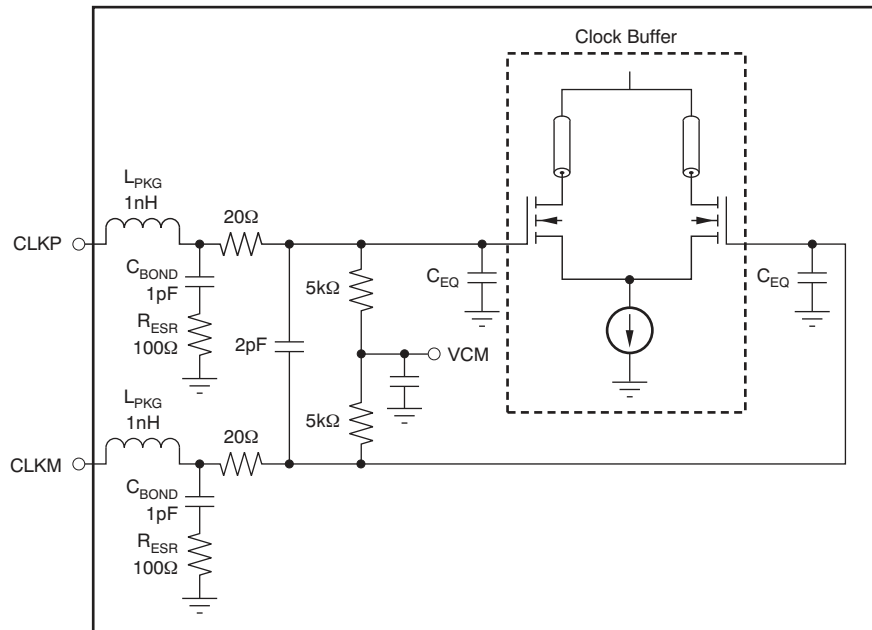 Clock Buffer
L_PKG
1nH
20Ω
CLKP
C_BOND
1pF
R_ESR
100Ω
5kΩ
C_EQ
C_EQ
2pF
VCM
L_PKG
1nH
20Ω
5kΩ
CLKM
C_BOND
1pF
R_ESR
100Ω